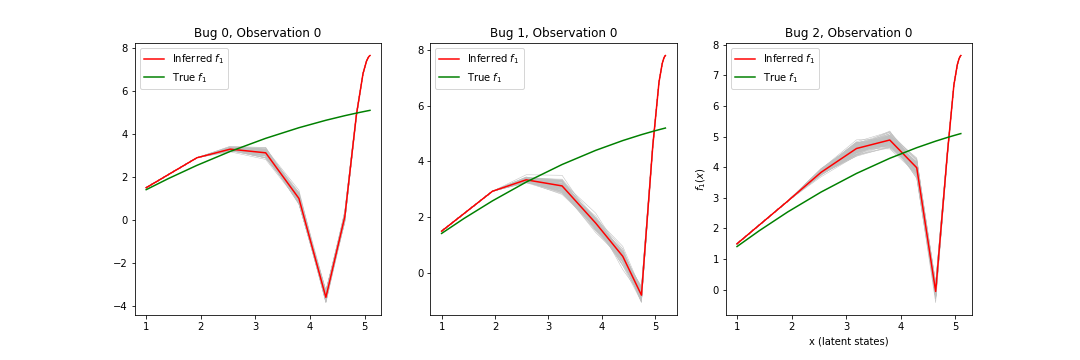 Bug 0, Observation 0
Inferred f₁
True f₁
8
6
4
2
0
−2
−4
1 2 3 4 5
Bug 1, Observation 0
Inferred f₁
True f₁
8
6
4
2
0
1 2 3 4 5
Bug 2, Observation 0
Inferred f₁
True f₁
f₁(x)
8
7
6
5
4
3
2
1
0
1 2 3 4 5
x (latent states)